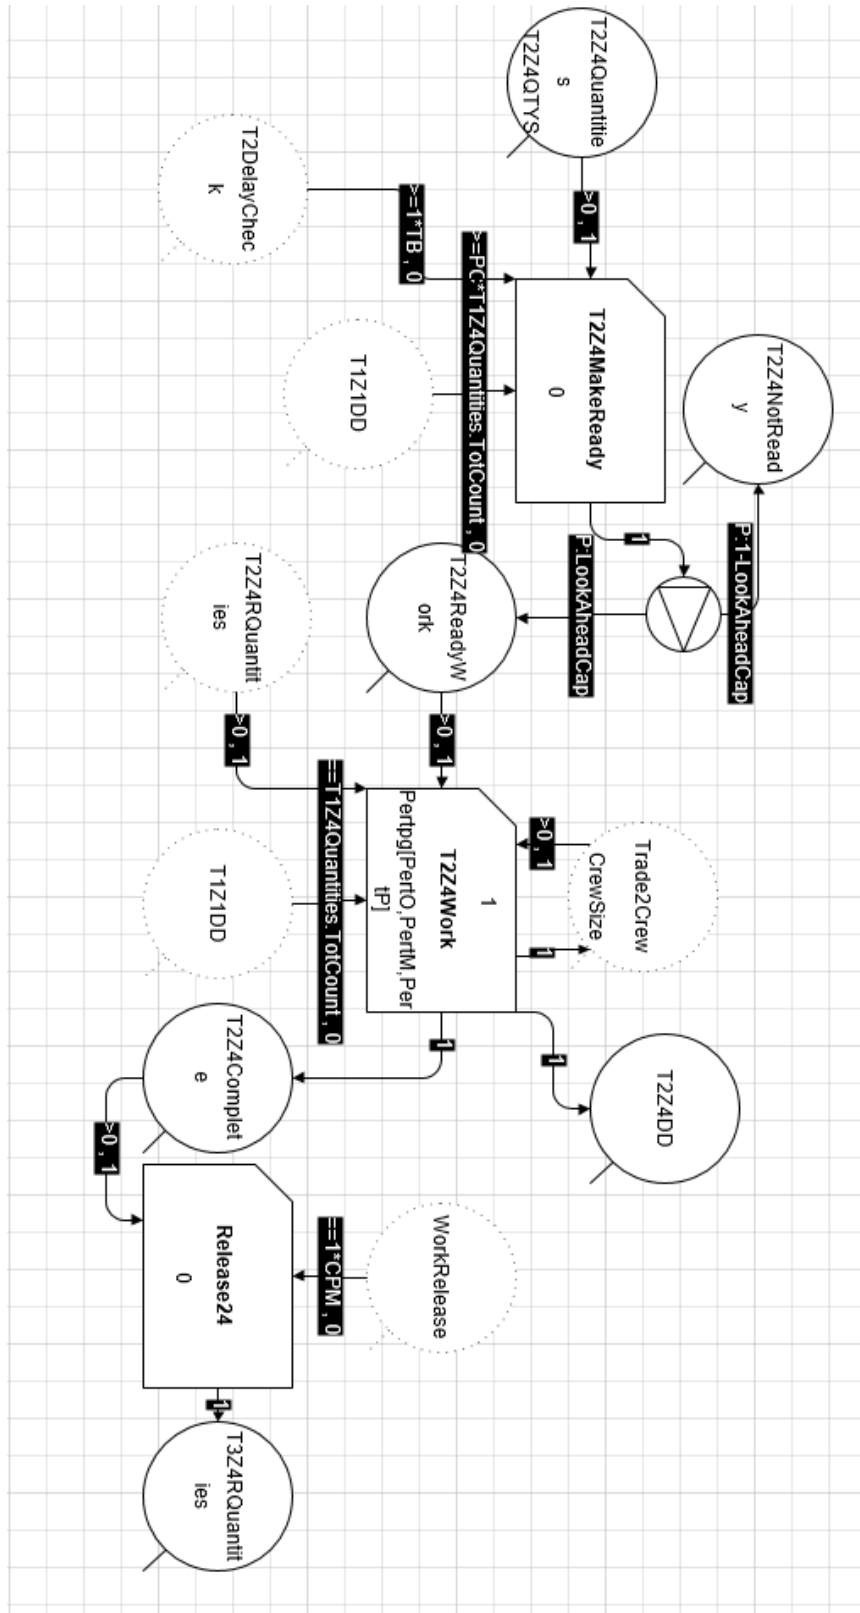 T2Z4Quantitie
s
T2Z4QTYS
>0 , 1
T2DelayChec
k
>=1*TB , 0
>=PC*T1Z4Quantities.TotCount , 0
T1Z1DD
T2Z4MakeReady
0
T2Z4NotRead
y
1
P:1-LookAheadCap
P:LookAheadCap
T2Z4ReadyW
ork
T2Z4RQuantit
ies
>0 , 1
>0 , 1
==T1Z4Quantities.TotCount , 0
T1Z1DD
1
T2Z4Work
Pertpg[PertO,PertM,Per
tP]
Trade2Crew
CrewSize
>0 , 1
1
1
T2Z4DD
1
T2Z4Complet
e
>0 , 1
Release24
0
WorkRelease
==1*CPM , 0
1
T3Z4RQuantit
ies